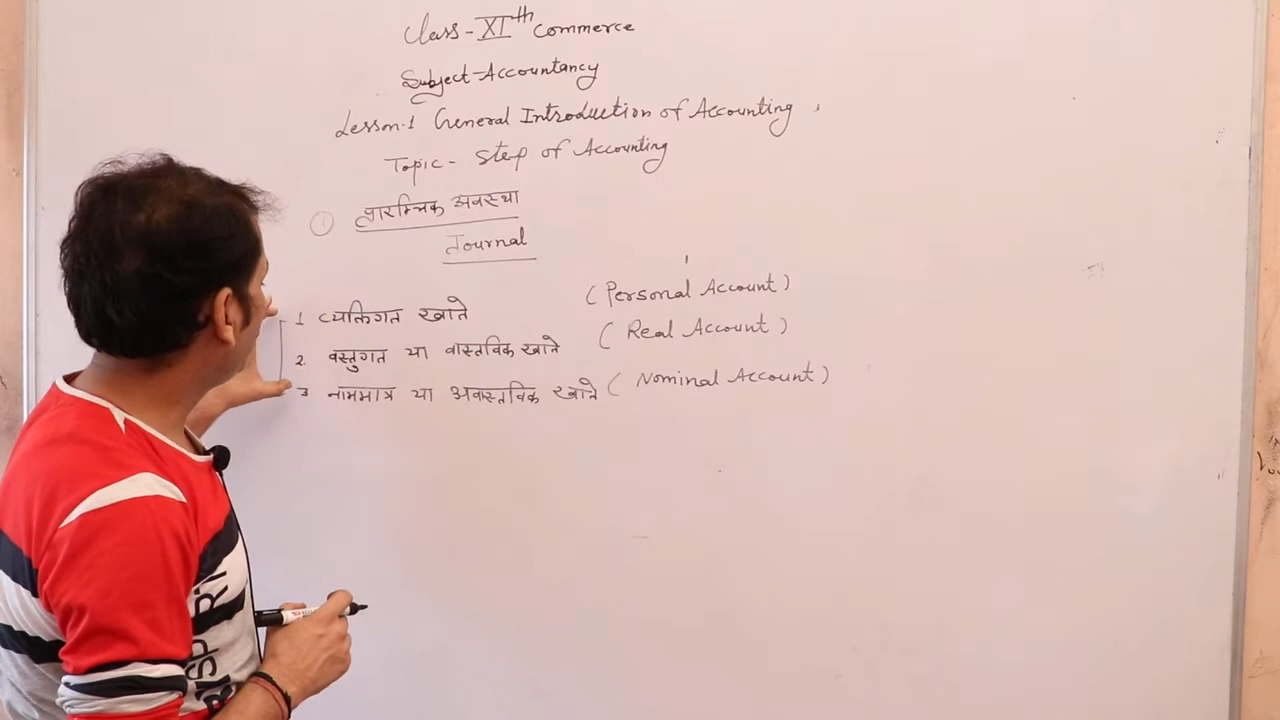 Class-XIth Commerce
Subject-Accountancy
Lesson.1 General Introduction of Accounting
Topic- Step of Accounting
1 प्रारम्भिक अवस्था
Journal
1 व्यक्तिगत खाते (Personal Account)
2. वस्तुगत या वास्तविक खाते (Real Account)
3 नाममात्र या अवास्तविक खाते (Nominal Account)